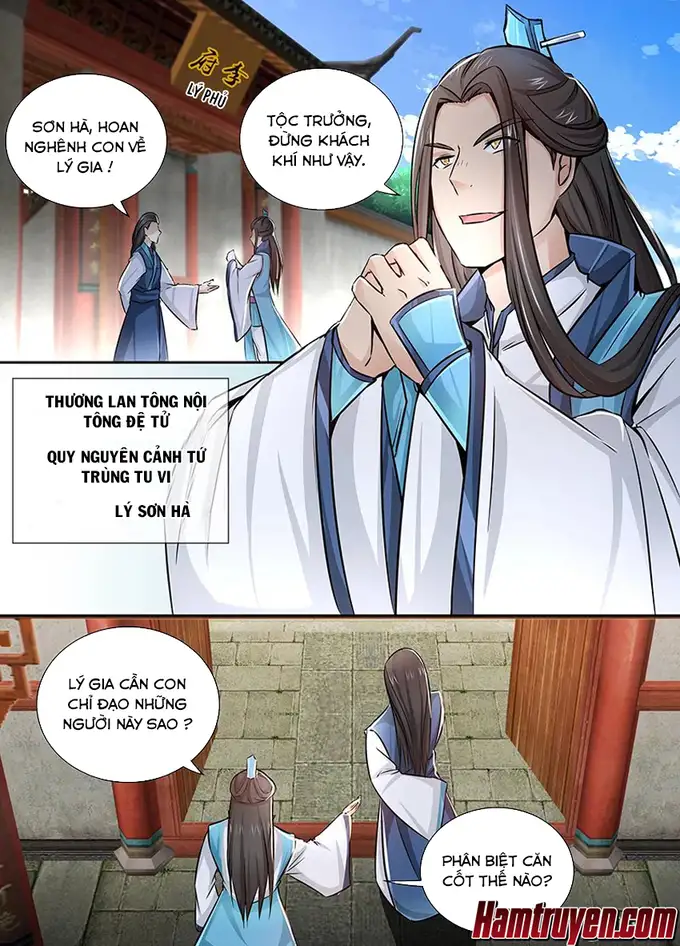 府李
LÝ PHỦ
SƠN HÀ, HOAN
NGHÊNH CON VỀ
LÝ GIA !
TỘC TRƯỞNG,
ĐỪNG KHÁCH
KHÍ NHƯ VẬY.
THƯƠNG LAN TÔNG NỘI
TÔNG ĐỆ TỬ
QUY NGUYÊN CẢNH TỨ
TRÙNG TU VI
LÝ SƠN HÀ
LÝ GIA CẦN CON
CHỈ ĐẠO NHỮNG
NGƯỜI NÀY SAO ?
PHÂN BIỆT CĂN
CỐT THẾ NÀO?
Hamtruyen.com